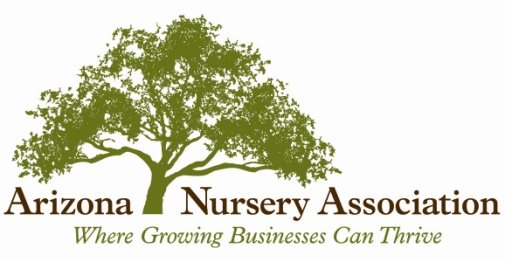 Arizona Nursery Association
Where Growing Businesses Can Thrive